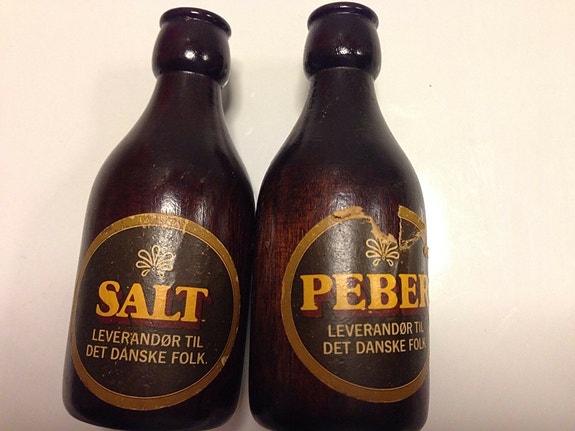 SALT
LEVERANDØR TIL
DET DANSKE FOLK.
PEBER
LEVERANDØR TIL
DET DANSKE FOLK.